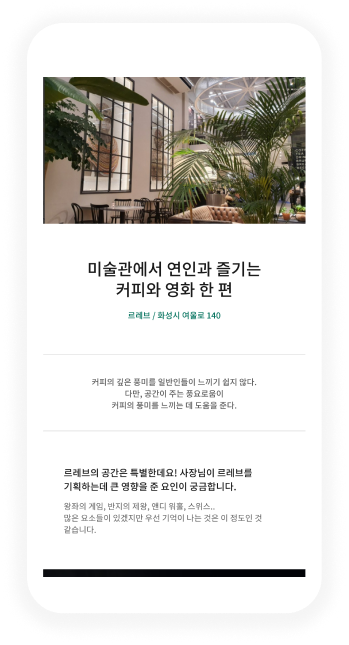 미술관에서 연인과 즐기는
커피와 영화 한 편
르레브 / 화성시 여울로 140
커피의 깊은 풍미를 일반인들이 느끼기 쉽지 않다.
다만, 공간이 주는 풍요로움이
커피의 풍미를 느끼는 데 도움을 준다.
르레브의 공간은 특별한데요! 사장님이 르레브를
기획하는데 큰 영향을 준 요인이 궁금합니다.
왕좌의 게임, 반지의 제왕, 앤디 워홀, 스위스..
많은 요소들이 있겠지만 우선 기억이 나는 것은 이 정도인 것
같습니다.